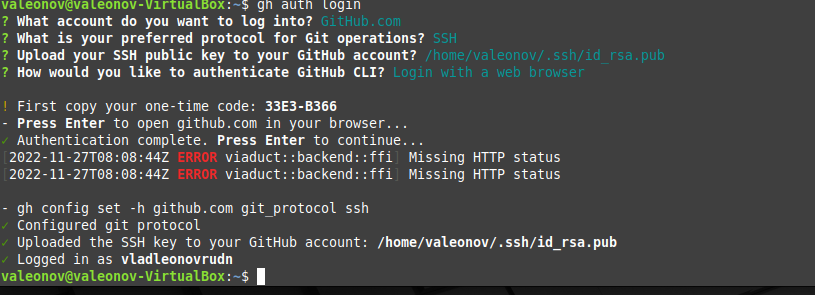 valeonov@valeonov-VirtualBox:~$ gh auth login
? What account do you want to log into? GitHub.com
? What is your preferred protocol for Git operations? SSH
? Upload your SSH public key to your GitHub account? /home/valeonov/.ssh/id_rsa.pub
? How would you like to authenticate GitHub CLI? Login with a web browser
! First copy your one-time code: 33E3-B366
- Press Enter to open github.com in your browser...
✓ Authentication complete. Press Enter to continue...
[2022-11-27T08:08:44Z ERROR viaduct::backend::ffi] Missing HTTP status
[2022-11-27T08:08:44Z ERROR viaduct::backend::ffi] Missing HTTP status
- gh config set -h github.com git_protocol ssh
✓ Configured git protocol
✓ Uploaded the SSH key to your GitHub account: /home/valeonov/.ssh/id_rsa.pub
✓ Logged in as vladleonovrudn
valeonov@valeonov-VirtualBox:~$